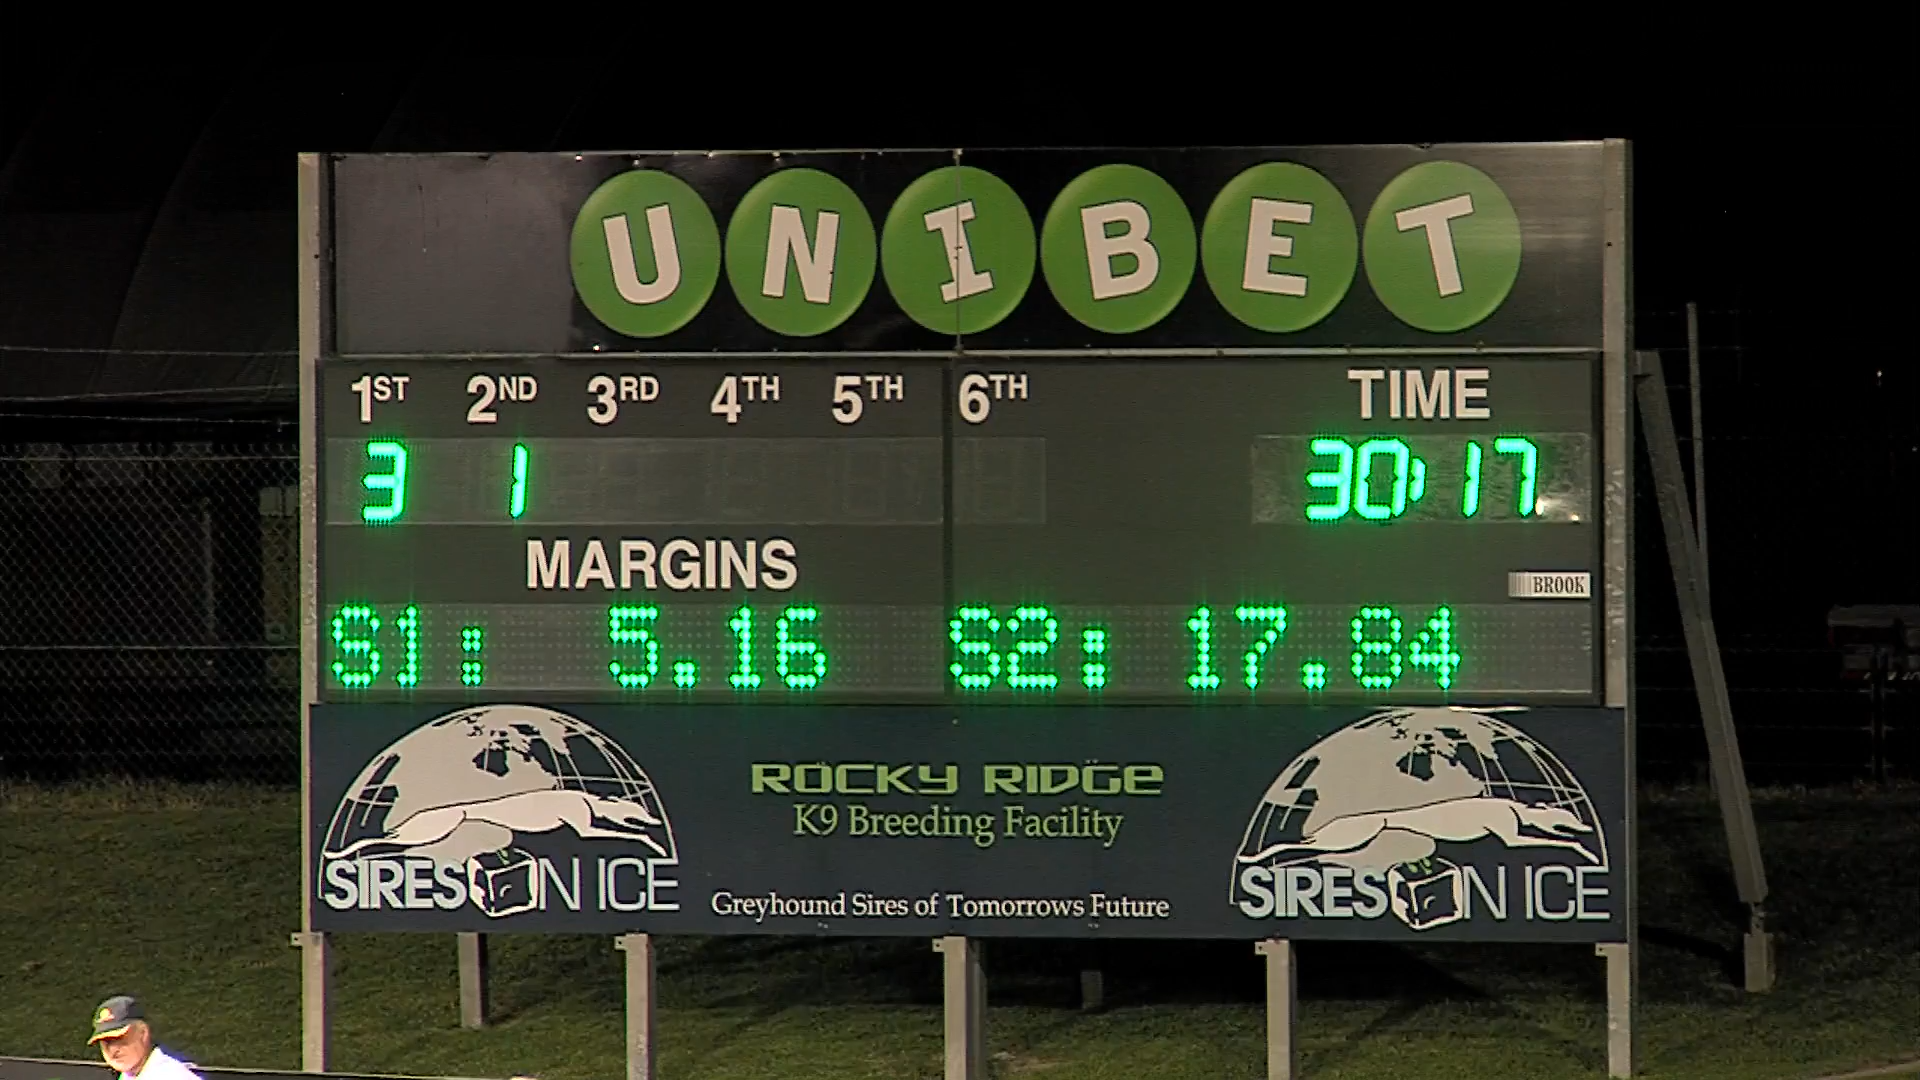 UNIBET
1ST 2ND 3RD 4TH 5TH 6TH TIME
3 1 30:17
MARGINS
BROOK
S1: 5.16 S2: 17.84
ROCKY RIDGE
K9 Breeding Facility
SIRES ON ICE
Greyhound Sires of Tomorrows Future
SIRES ON ICE